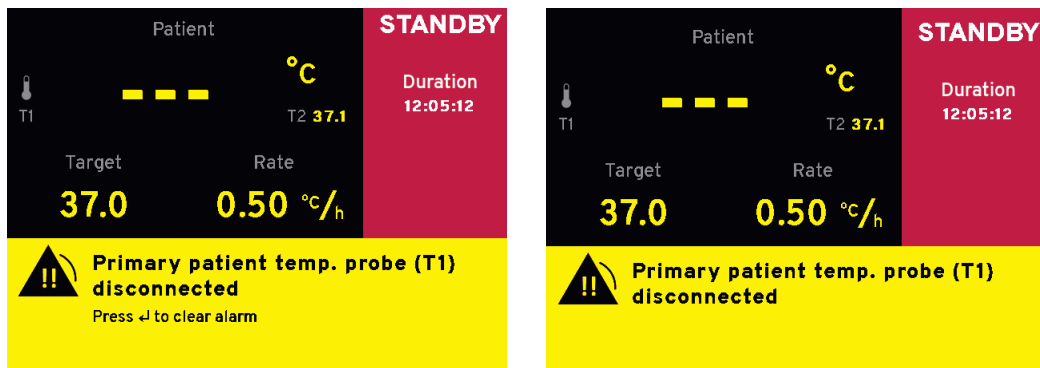 Patient
STANDBY
°C
Duration
12:05:12
---
T1
T2 37.1
Target
Rate
37.0
0.50 °C/h
!!
Primary patient temp. probe (T1)
disconnected
Press ↵ to clear alarm
Patient
STANDBY
°C
Duration
12:05:12
---
T1
T2 37.1
Target
Rate
37.0
0.50 °C/h
!!
Primary patient temp. probe (T1)
disconnected